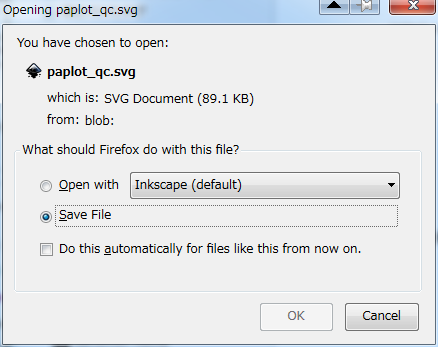 Opening paplot_qc.svg
You have chosen to open:
paplot_qc.svg
which is: SVG Document (89.1 KB)
from: blob:
What should Firefox do with this file?
Open with Inkscape (default)
Save File
Do this automatically for files like this from now on.
OK Cancel